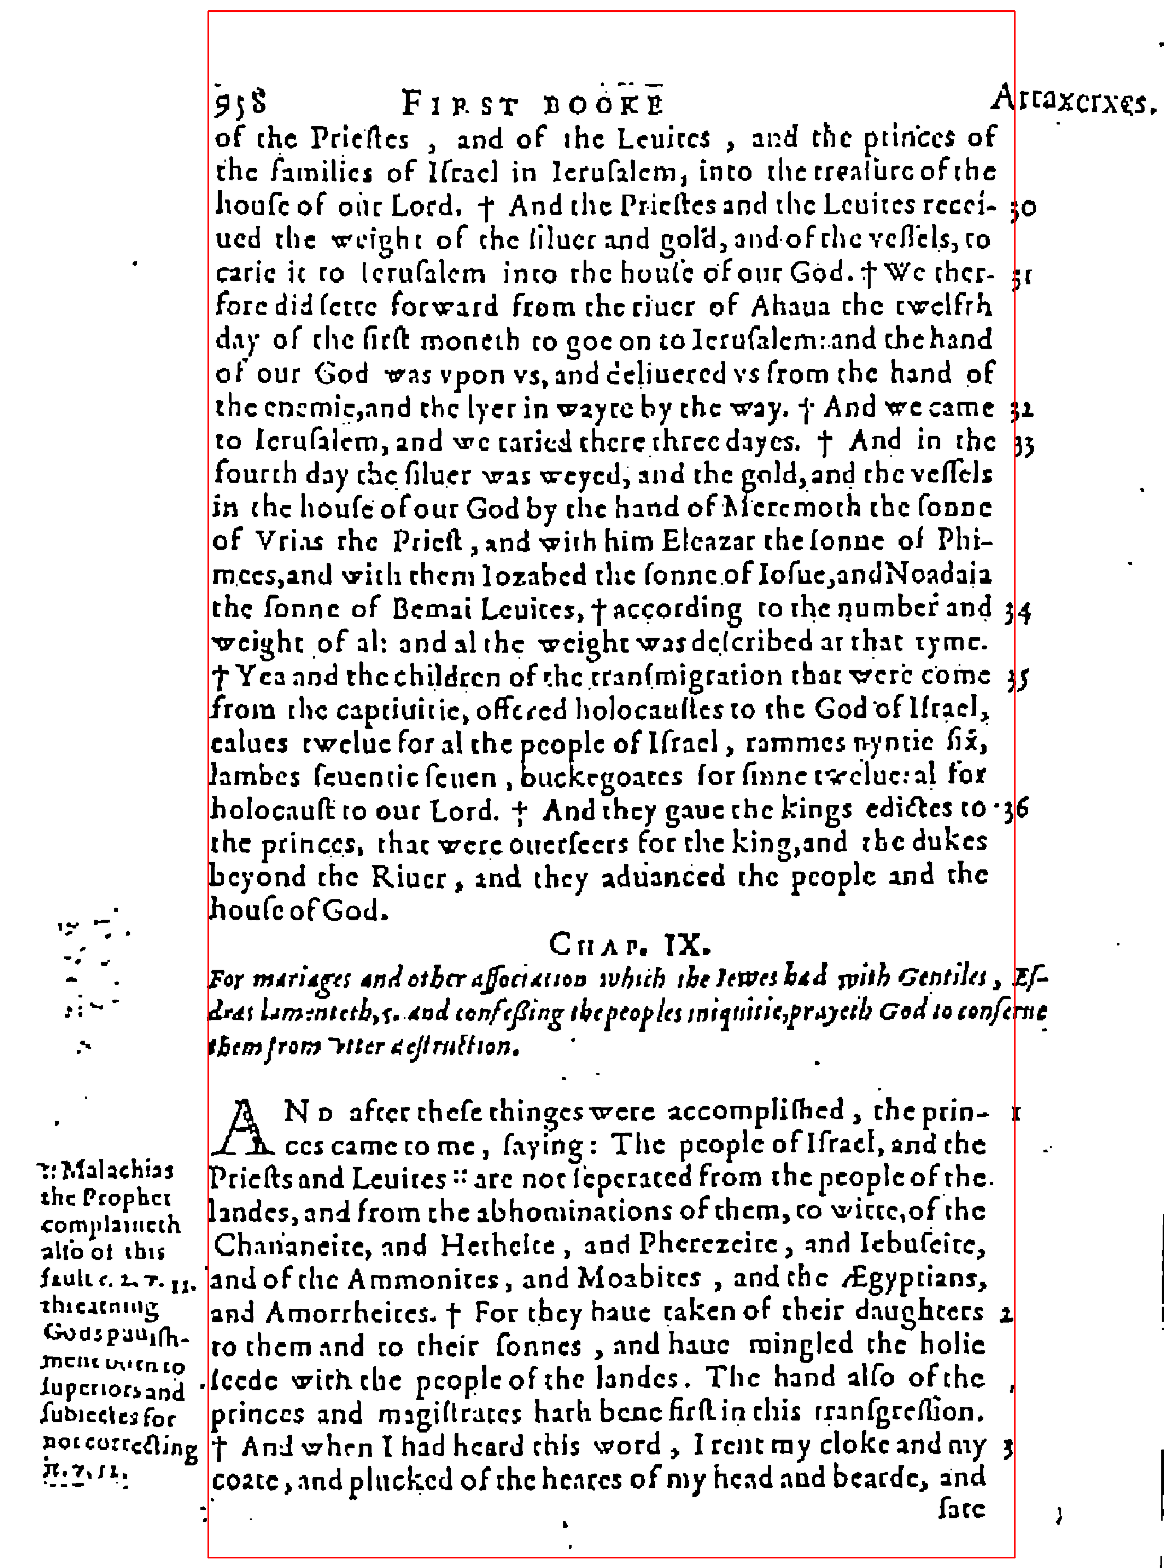 958 FIRST BOOKE Artaxerxes.
of the Prieſtes , and of the Leuites , and the princes of
the families of Iſrael in Ieruſalem, into the treaſure of the
houſe of our Lord. † And the Prieſtes and the Leuites recei- 30
ued the weight of the ſiluer and gold, and of the veſſels, to
carie it to Ieruſalem into the houſe of our God. † We ther- 31
fore did ſette forward from the riuer of Ahaua the twelfth
day of the firſt moneth to goe on to Ieruſalem: and the hand
of our God was vpon vs, and deliuered vs from the hand of
the enemie, and the lyer in wayte by the way. † And we came 32
to Ieruſalem, and we taried there three dayes. † And in the 33
fourth day the ſiluer was weyed, and the gold, and the veſſels
in the houſe of our God by the hand of Meremoth the ſonne
of Vrias the Prieſt , and with him Eleazar the ſonne of Phi-
mees, and with them Iozabed the ſonne of Ioſue, and Noadaia
the ſonne of Bemai Leuites, † according to the number and 34
weight of al: and al the weight was deſcribed at that tyme.
† Yea and the children of the tranſmigration that were come 35
from the captiuitie, offered holocauſtes to the God of Iſrael,
calues twelue for al the people of Iſrael , rammes nyntie ſix,
lambes ſeuentie ſeuen , buckegoates for ſinne twelue: al for
holocauſt to our Lord. † And they gaue the kings edictes to 36
the princes, that were ouerſeers for the king, and the dukes
beyond the Riuer , and they aduanced the people and the
houſe of God.
CHAP. IX.
For mariages and other aſſociation which the Iewes had with Gentiles , Eſ-
dras lamenteth, 5. and confeßing the peoples iniquitie, prayeth God to conſerue
them from vtter deſtruction.
AND after theſe thinges were accompliſhed , the prin- 1
ces came to me , ſaying : The people of Iſrael, and the
Prieſts and Leuites :: are not ſeperated from the people of the
landes, and from the abhominations of them, to witte, of the
Chananeite, and Hetheite , and Pherezeite , and Iebuſeite,
and of the Ammonites , and Moabites , and the Ægyptians,
and Amorrheites. † For they haue taken of their daughters 2
to them and to their ſonnes , and haue mingled the holie
ſeede with the people of the landes. The hand alſo of the
princes and magiſtrates hath bene firſt in this tranſgreſſion.
† And when I had heard this word , I rent my cloke and my 3
coate , and plucked of the heares of my head and bearde, and
ſate
:: Malachias
the Prophet
complaineth
alſo of this
fault c. 2. v. 11.
threatning
Gods puniſh-
ment euen to
ſuperiors and
ſubiectes for
not correcting
it. v. 12.